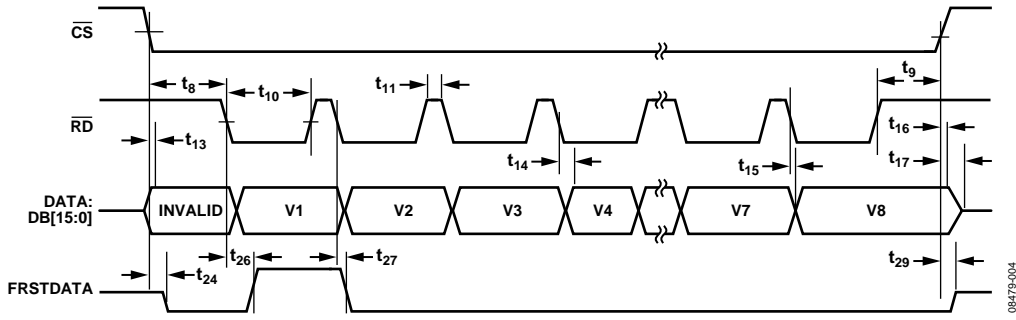 CS
t8
t10
t11
t9
RD
t13
t14
t15
t16
t17
DATA:
DB[15:0]
INVALID V1 V2 V3 V4 V7 V8
t24
t26
t27
t29
FRSTDATA
08479-004